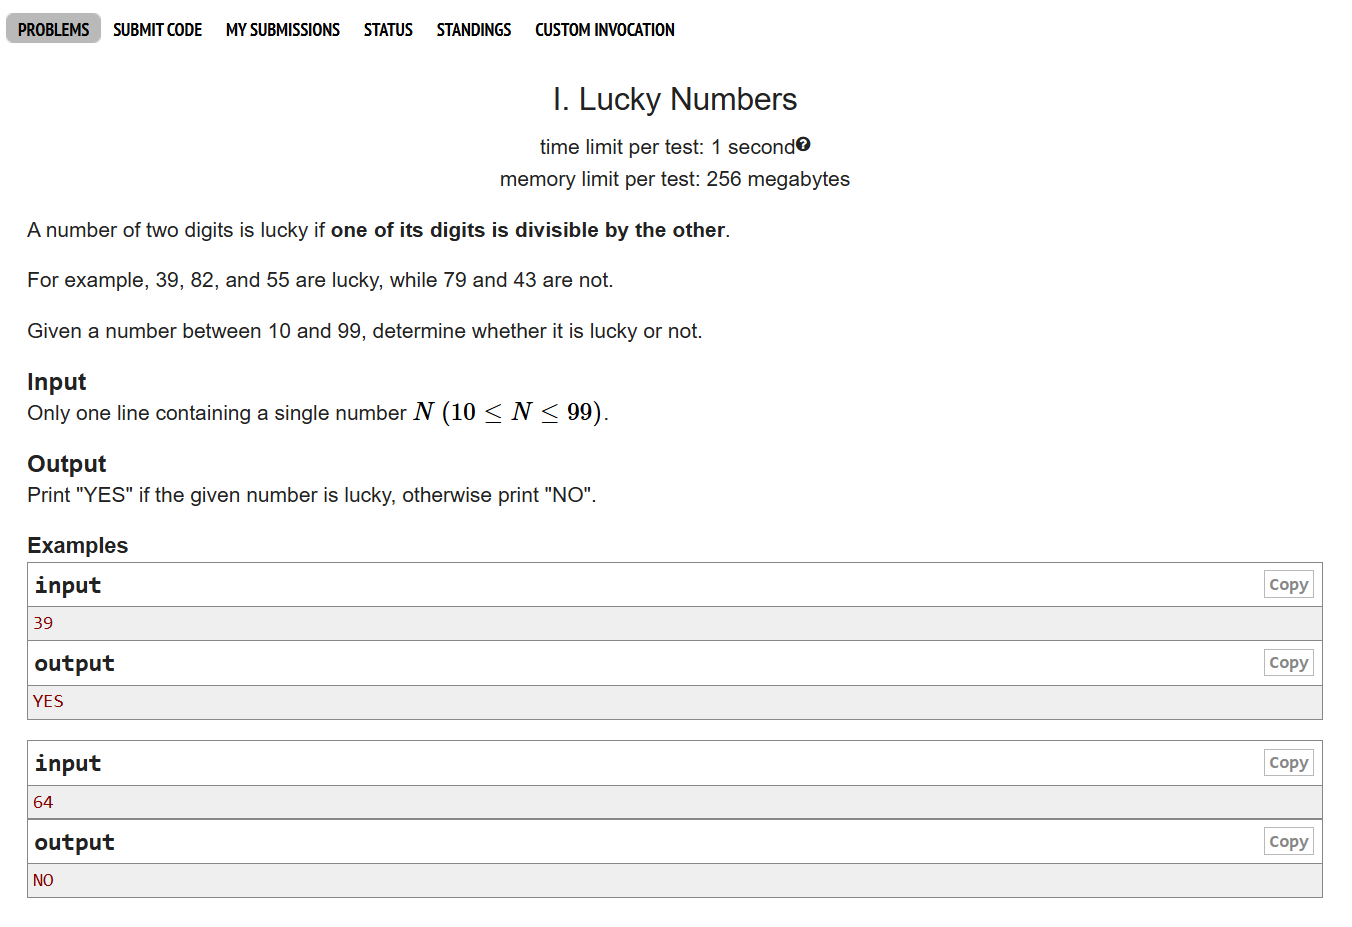 PROBLEMS SUBMIT CODE MY SUBMISSIONS STATUS STANDINGS CUSTOM INVOCATION
I. Lucky Numbers
time limit per test: 1 second?
memory limit per test: 256 megabytes
A number of two digits is lucky if one of its digits is divisible by the other.
For example, 39, 82, and 55 are lucky, while 79 and 43 are not.
Given a number between 10 and 99, determine whether it is lucky or not.
Input
Only one line containing a single number N (10 ≤ N ≤ 99).
Output
Print "YES" if the given number is lucky, otherwise print "NO".
Examples
input Copy
39
output Copy
YES
input Copy
64
output Copy
NO